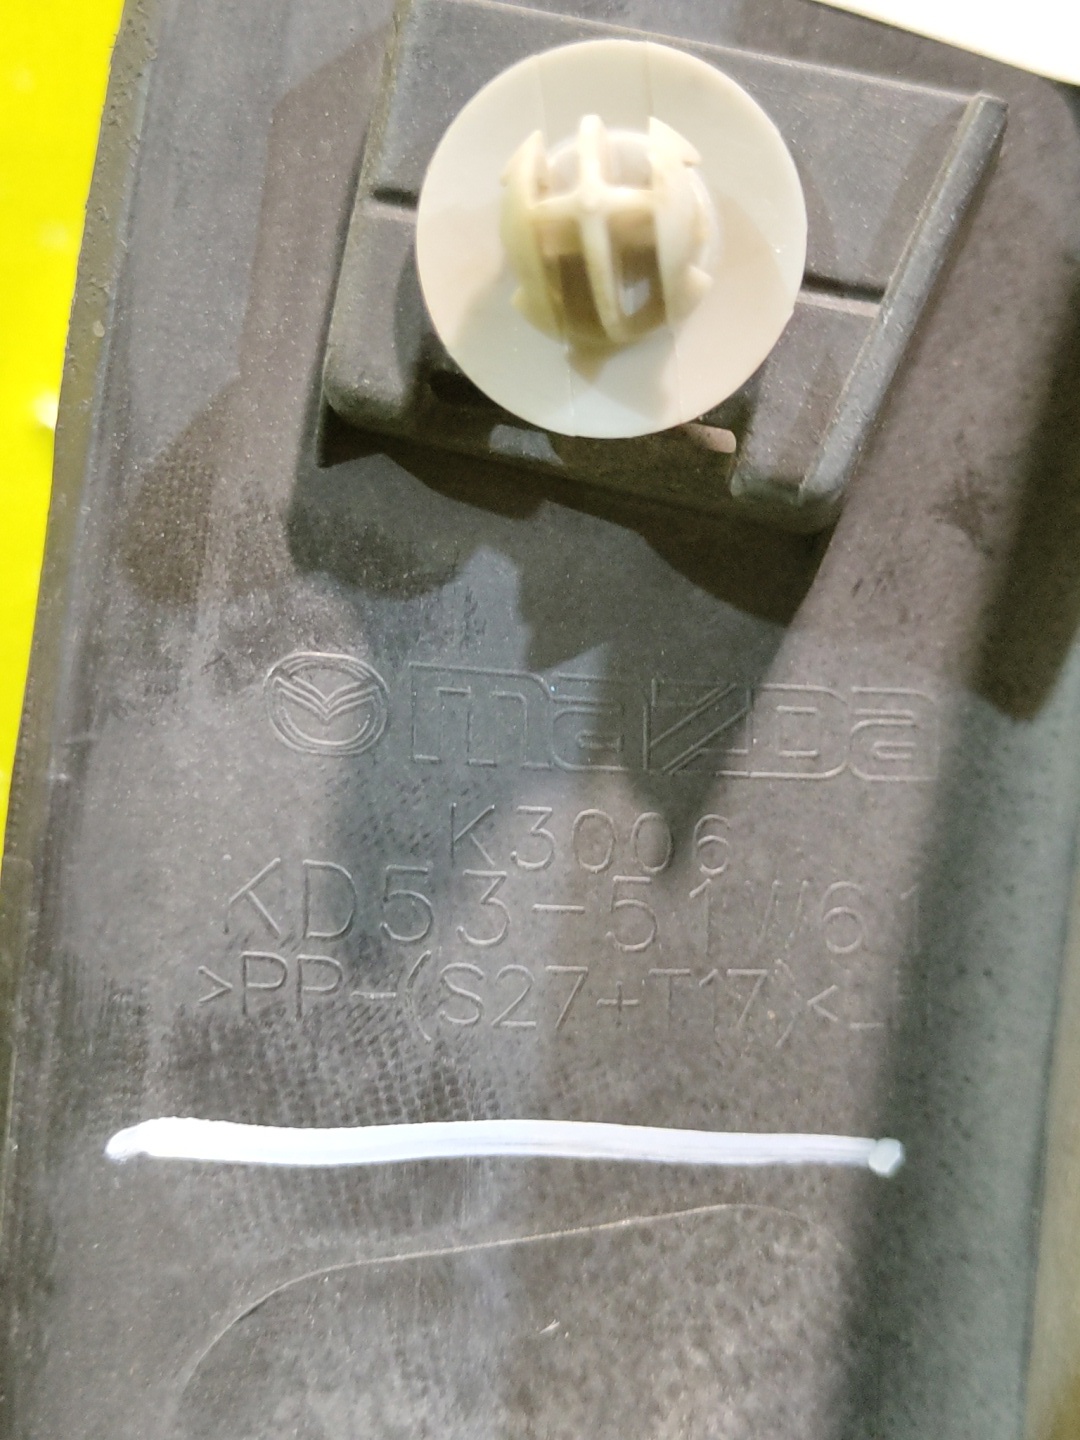 mazda
K3006
KD53-51W61
>PP-(S27+T17)<